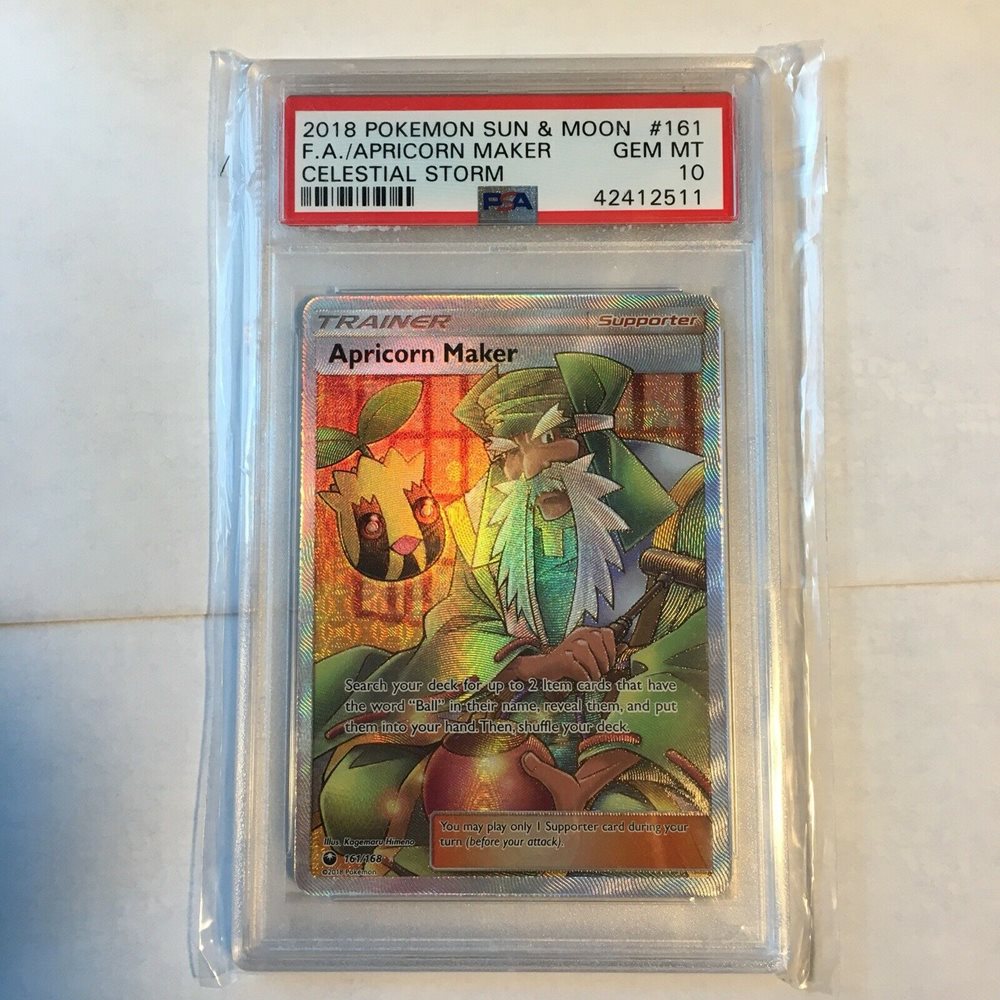 2018 POKEMON SUN & MOON #161
F.A./APRICORN MAKER GEM MT
CELESTIAL STORM 10
PSA 42412511
TRAINER Supporter
Apricorn Maker
Search your deck for up to 2 Item cards that have
the word "Ball" in their name, reveal them, and put
them into your hand. Then, shuffle your deck.
You may play only 1 Supporter card during your
turn (before your attack).
Illus. Kagemaru Himeno
161/168
©2018 Pokémon